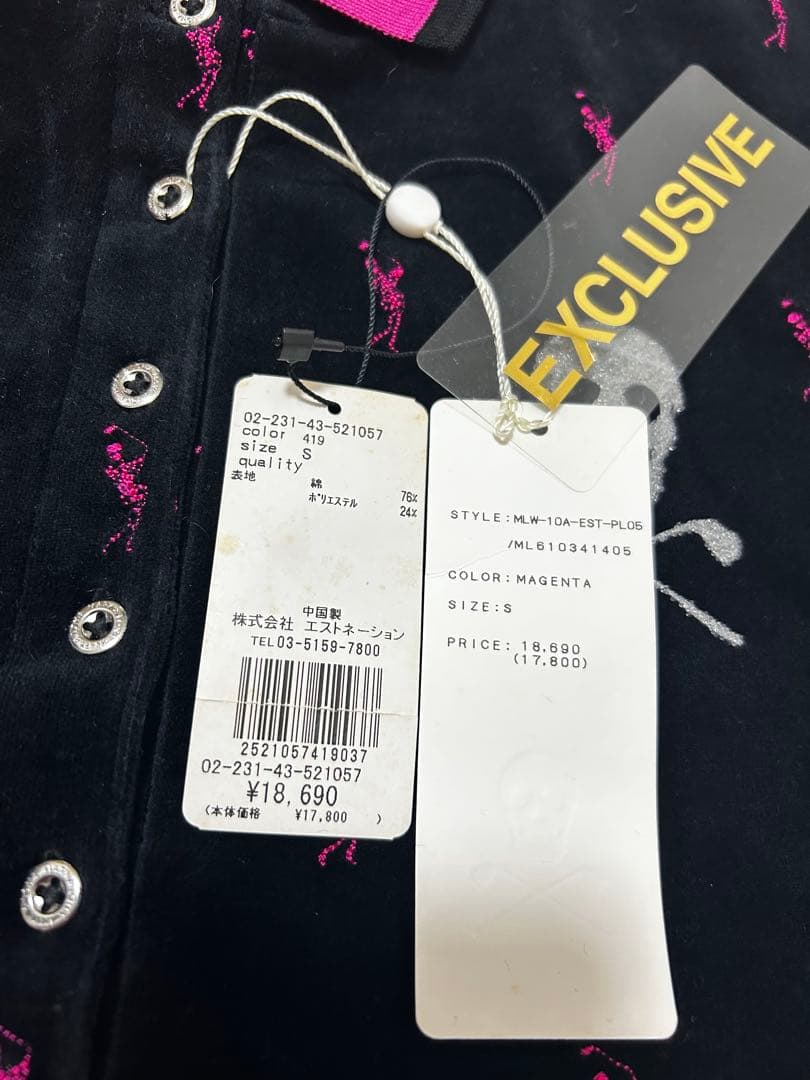 EXCLUSIVE
02-231-43-521057
color 419
size S
quality
表地
綿 76%
ポリエステル 24%
中国製
株式会社 エストネーション
TEL03-5159-7800
2521057419037
02-231-43-521057
¥18,690
(本体価格 ¥17,800 )
STYLE:MLW-10A-EST-PL05
/ML610341405
COLOR:MAGENTA
SIZE:S
PRICE: 18,690
(17,800)